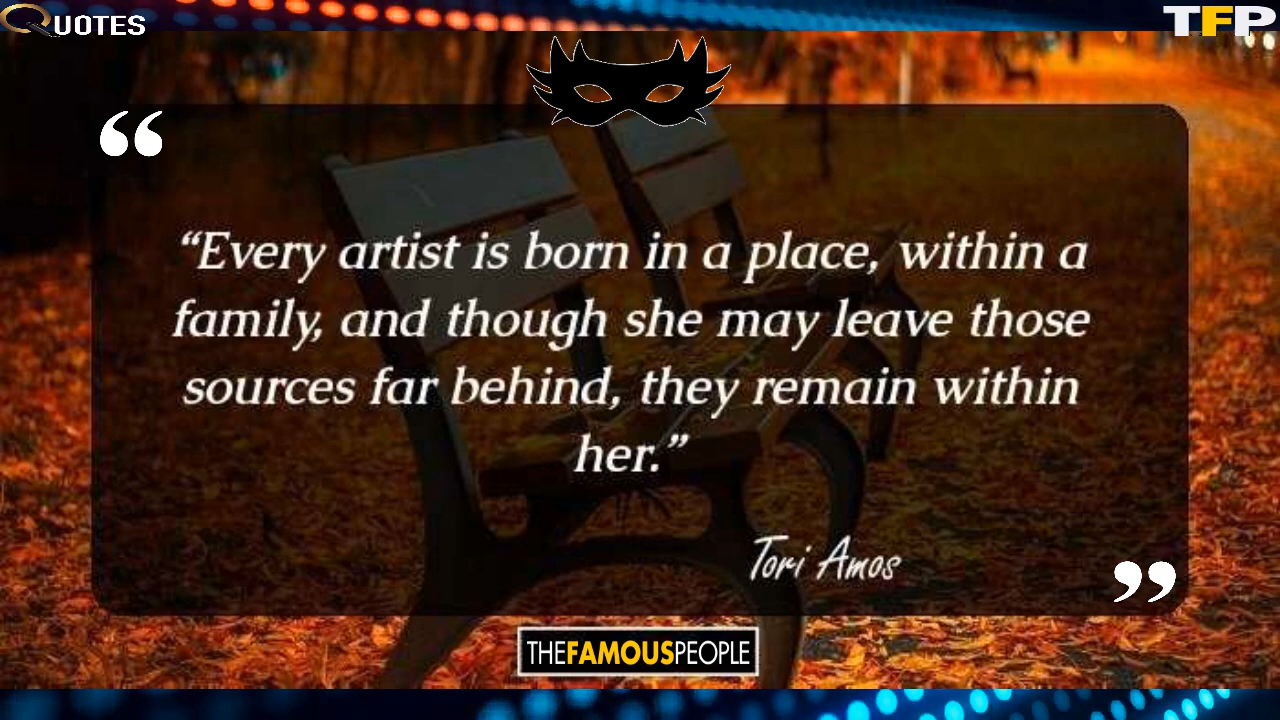 QUOTES
TFP
“
“Every artist is born in a place, within a
family, and though she may leave those
sources far behind, they remain within
her.”
Tori Amos
”
THEFAMOUSPEOPLE